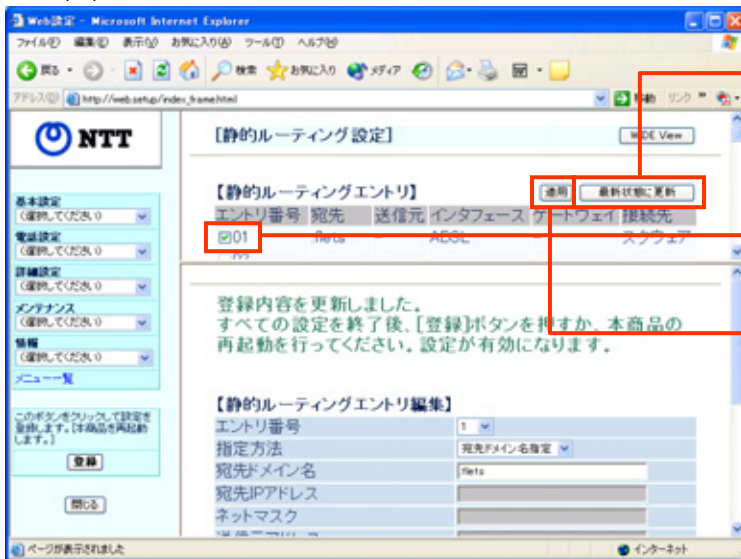 Web設定 - Microsoft Internet Explorer
ファイル(F) 編集(E) 表示(V) お気に入り(A) ツール(T) ヘルプ(H)
戻る 検索 お気に入り メディア
アドレス(D) http://web.setup/index_frame.html 移動 リンク »
NTT
基本設定
(選択してください)
電話設定
(選択してください)
詳細設定
(選択してください)
メンテナンス
(選択してください)
情報
(選択してください)
メニュー一覧
このボタンをクリックして設定を
登録します。[本商品を再起動
します。]
登録
閉じる
[静的ルーティング設定]
WIDE View
【静的ルーティングエントリ】
適用 最新状態に更新
エントリ番号 宛先 送信元 インタフェース ゲートウェイ 接続先
01 .flets - ADSL - スクウェア
02
登録内容を更新しました。
すべての設定を終了後、[登録]ボタンを押すか、本商品の
再起動を行ってください。設定が有効になります。
【静的ルーティングエントリ編集】
エントリ番号 1
指定方法 宛先ドメイン名指定
宛先ドメイン名 flets
宛先IPアドレス
ネットマスク
送信元アドレス
ページが表示されました
インターネット